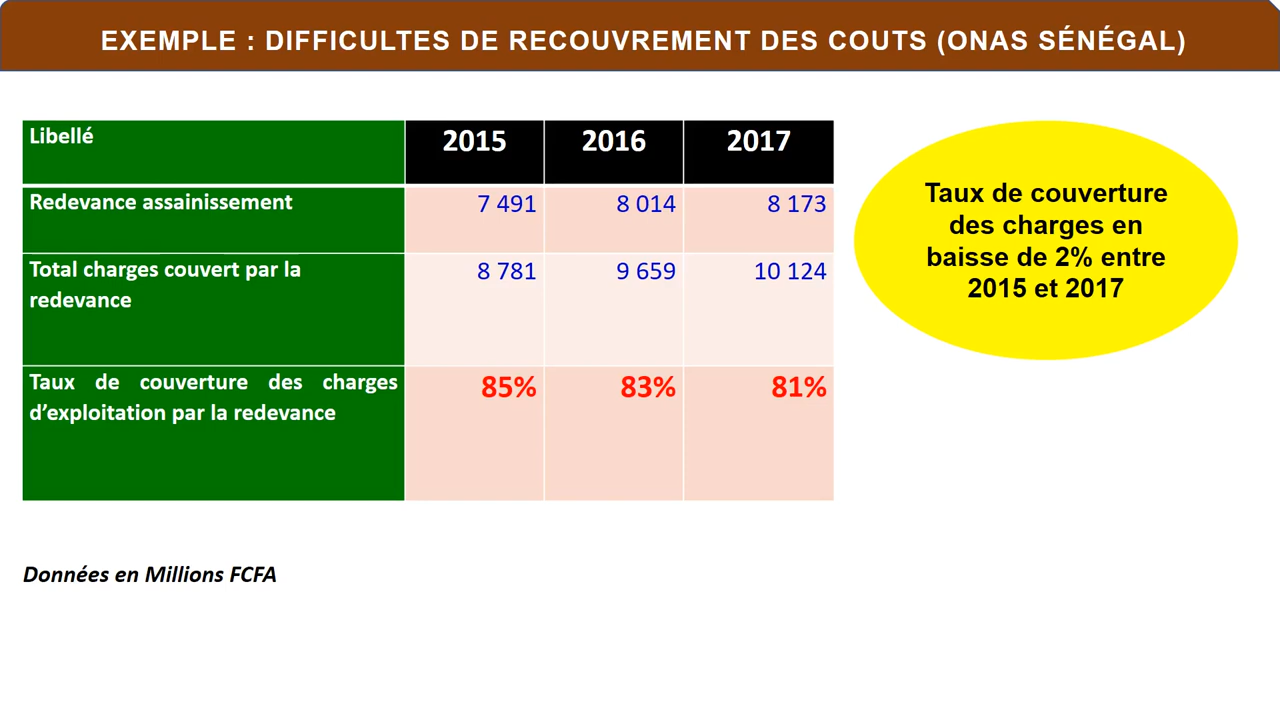 EXEMPLE : DIFFICULTES DE RECOUVREMENT DES COUTS (ONAS SÉNÉGAL)
Libellé 2015 2016 2017
Redevance assainissement 7 491 8 014 8 173
Total charges couvert par la 8 781 9 659 10 124
redevance
Taux de couverture des charges 85% 83% 81%
d’exploitation par la redevance
Taux de couverture
des charges en
baisse de 2% entre
2015 et 2017
Données en Millions FCFA